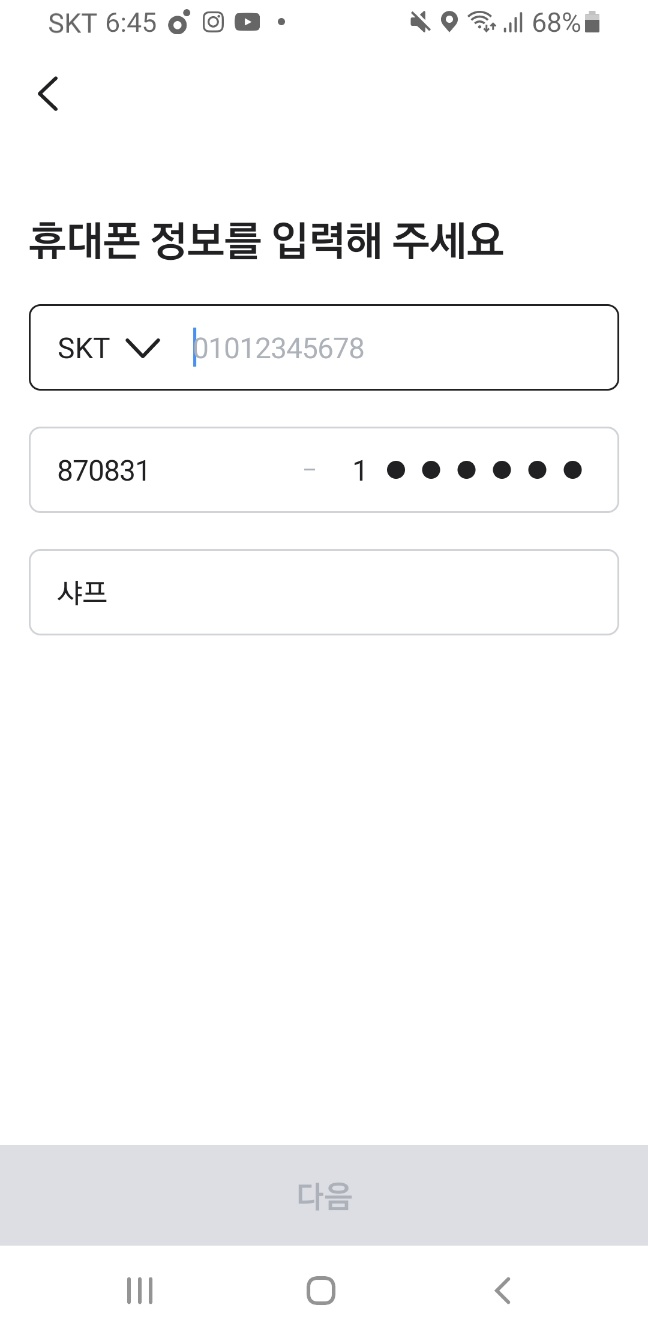 SKT 6:45 68%
휴대폰 정보를 입력해 주세요
SKT 01012345678
870831 - 1●●●●●●
샤프
다음